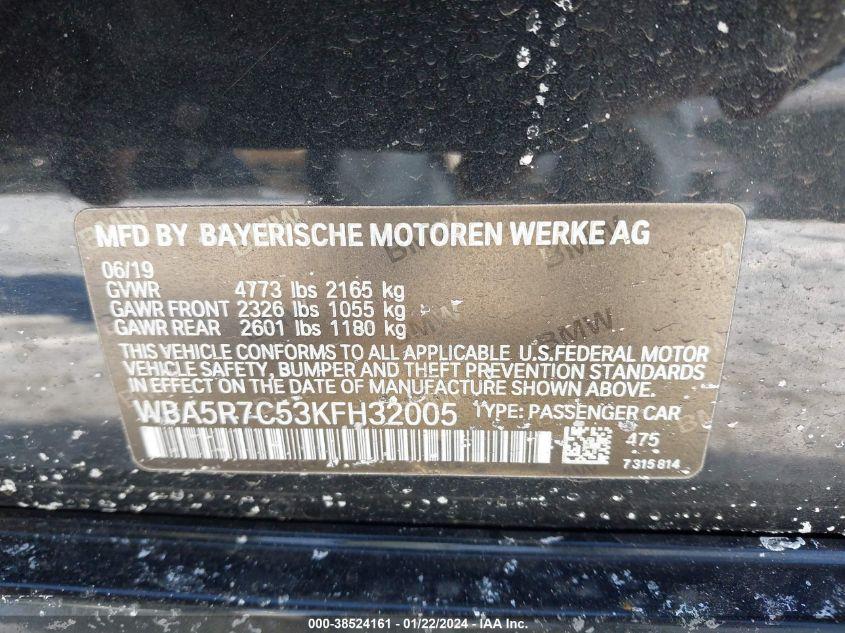 MFD BY BAYERISCHE MOTOREN WERKE AG
06/19
GVWR 4773 lbs 2165 kg
GAWR FRONT 2326 lbs 1055 kg
GAWR REAR 2601 lbs 1180 kg
THIS VEHICLE CONFORMS TO ALL APPLICABLE U.S.FEDERAL MOTOR
VEHICLE SAFETY, BUMPER AND THEFT PREVENTION STANDARDS
IN EFFECT ON THE DATE OF MANUFACTURE SHOWN ABOVE.
WBA5R7C53KFH32005 TYPE: PASSENGER CAR
475
7315814
000-38524161 - 01/22/2024 - IAA Inc.